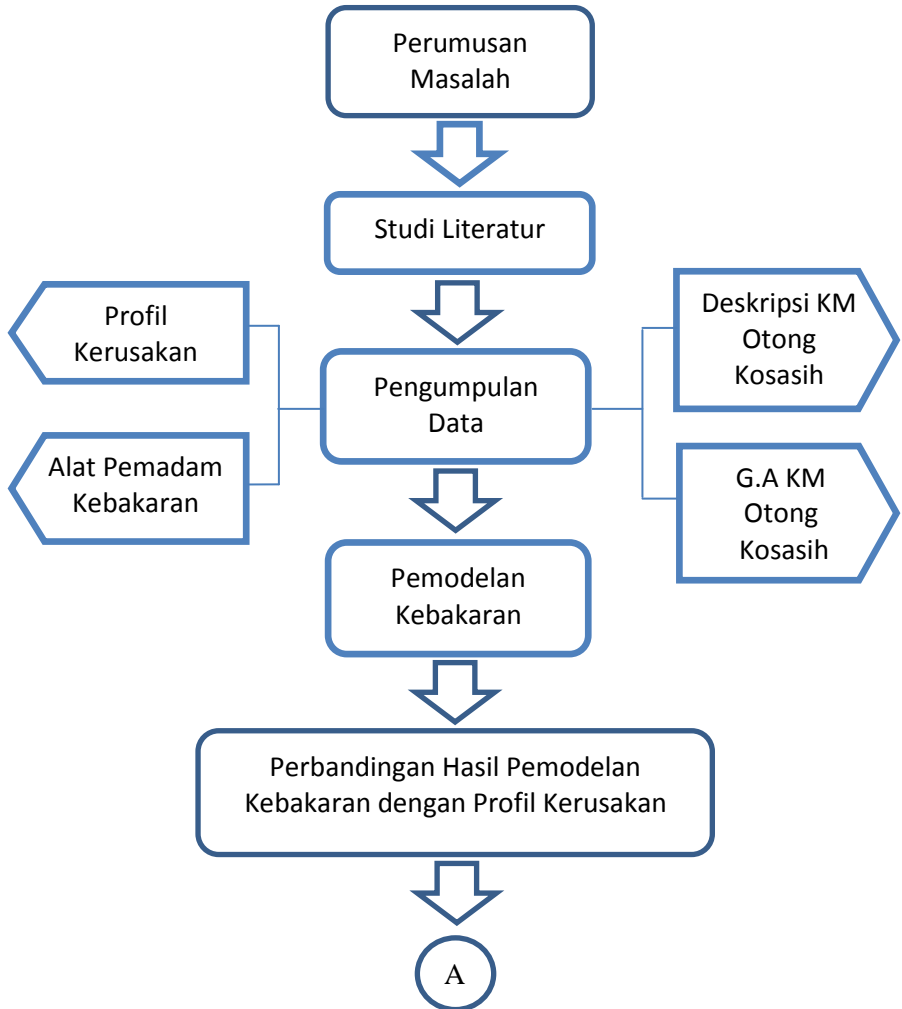 Perumusan
Masalah
Studi Literatur
Profil
Kerusakan
Deskripsi KM
Otong
Kosasih
Pengumpulan
Data
Alat Pemadam
Kebakaran
G.A KM
Otong
Kosasih
Pemodelan
Kebakaran
Perbandingan Hasil Pemodelan
Kebakaran dengan Profil Kerusakan
A